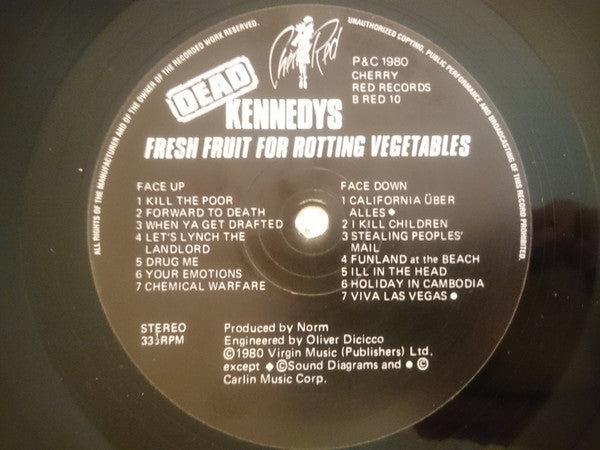 ALL RIGHTS OF THE MANUFACTURER AND OF THE OWNER OF THE RECORDED WORK RESERVED.
UNAUTHORIZED COPYING, PUBLIC PERFORMANCE AND BROADCASTING OF THIS RECORD PROHIBITED.
Cherry Red
P&C 1980
CHERRY
RED RECORDS
B RED 10
DEAD
KENNEDYS
FRESH FRUIT FOR ROTTING VEGETABLES
FACE UP
1 KILL THE POOR
2 FORWARD TO DEATH
3 WHEN YA GET DRAFTED
4 LET'S LYNCH THE
LANDLORD
5 DRUG ME
6 YOUR EMOTIONS
7 CHEMICAL WARFARE
FACE DOWN
1 CALIFORNIA ÜBER
ALLES ◆
2 I KILL CHILDREN
3 STEALING PEOPLES'
MAIL
4 FUNLAND at the BEACH
5 ILL IN THE HEAD
6 HOLIDAY IN CAMBODIA
7 VIVA LAS VEGAS ●
STEREO
33⅓RPM
Produced by Norm
Engineered by Oliver Dicicco
©1980 Virgin Music (Publishers) Ltd.
except ◆ ©Sound Diagrams and ● ©
Carlin Music Corp.